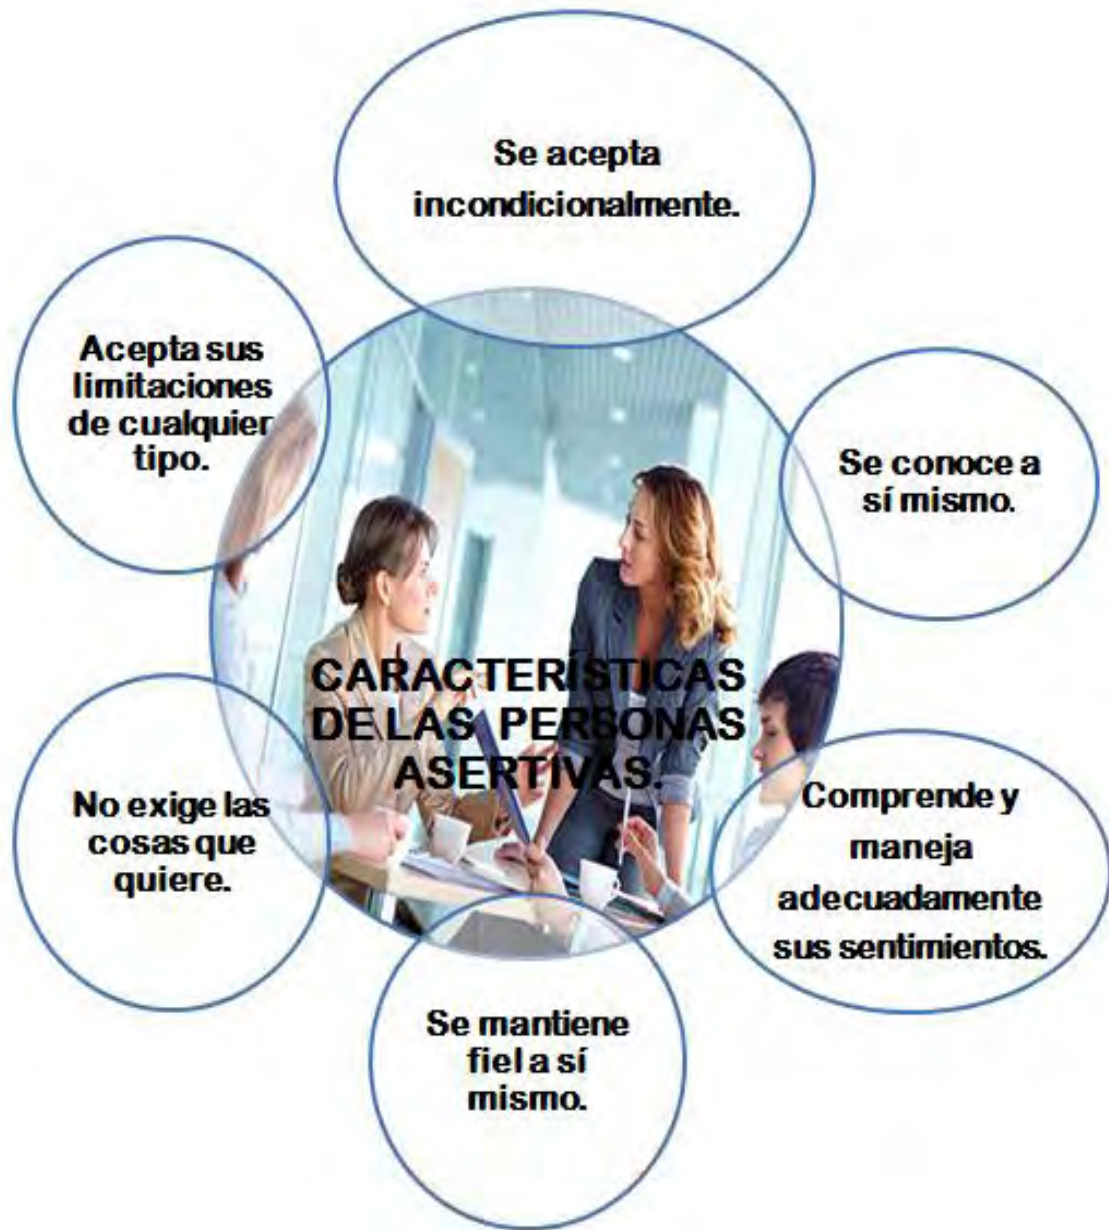 Se acepta
incondicionalmente.
Acepta sus
limitaciones
de cualquier
tipo.
Se conoce a
sí mismo.
CARACTERÍSTICAS
DE LAS PERSONAS
ASERTIVAS.
No exige las
cosas que
quiere.
Comprende y
maneja
adecuadamente
sus sentimientos.
Se mantiene
fiel a sí
mismo.